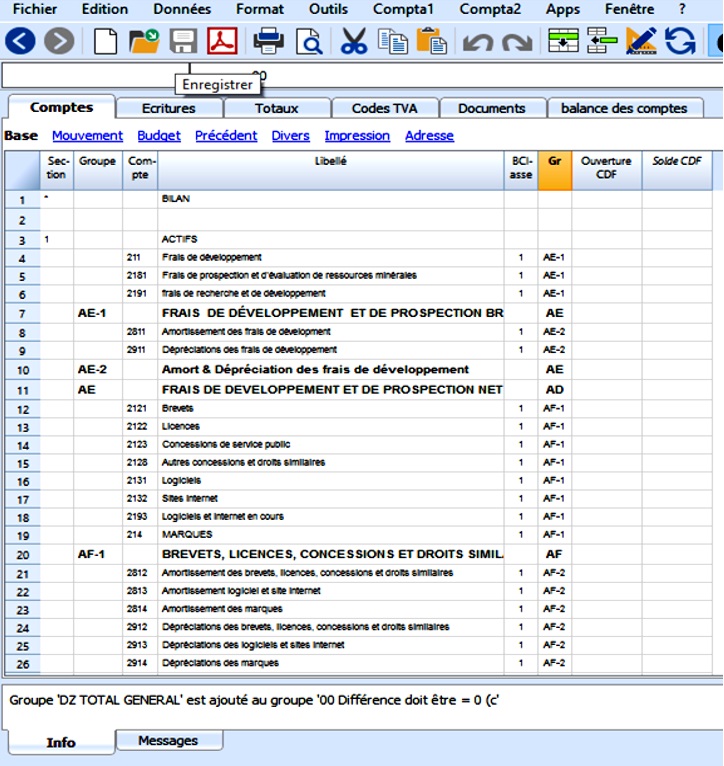 Fichier Edition Données Format Outils Compta1 Compta2 Apps Fenêtre ?
Enregistrer
Comptes Ecritures Totaux Codes TVA Documents balance des comptes
Base Mouvement Budget Précédent Divers Impression Adresse
Sec-tion Groupe Com-pte Libellé BCl-asse Gr Ouverture CDF Solde CDF
1 * BILAN
2
3 1 ACTIFS
4 211 Frais de développement 1 AE-1
5 2181 Frais de prospection et d'évaluation de ressources minérales 1 AE-1
6 2191 frais de recherche et de développement 1 AE-1
7 AE-1 FRAIS DE DÉVELOPPEMENT ET DE PROSPECTION BR AE
8 2811 Amortissement des frais de dévelopment 1 AE-2
9 2911 Dépréciations des frais de développement 1 AE-2
10 AE-2 Amort & Dépréciation des frais de développement AE
11 AE FRAIS DE DEVELOPPEMENT ET DE PROSPECTION NET AD
12 2121 Brevets 1 AF-1
13 2122 Licences 1 AF-1
14 2123 Concessions de service public 1 AF-1
15 2128 Autres concessions et droits similaires 1 AF-1
16 2131 Logiciels 1 AF-1
17 2132 Sites Internet 1 AF-1
18 2193 Logiciels et Internet en cours 1 AF-1
19 214 MARQUES 1 AF-1
20 AF-1 BREVETS, LICENCES, CONCESSIONS ET DROITS SIMIL AF
21 2812 Amortissement des brevets, licences, concessions et droits similaires 1 AF-2
22 2813 Amortissement logiciel et site Internet 1 AF-2
23 2814 Amortissement des marques 1 AF-2
24 2912 Dépréciations des brevets, licences, concessions et droits similaires 1 AF-2
25 2913 Dépréciations des logiciels et sites Internet 1 AF-2
26 2914 Dépréciations des marques 1 AF-2
Groupe 'DZ TOTAL GENERAL' est ajouté au groupe '00 Différence doit être = 0 (c'
Info Messages